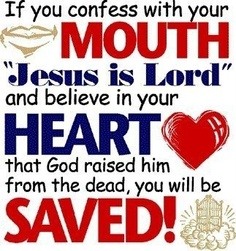 If you confess with your
MOUTH
"Jesus is Lord"
and believe in your
HEART
that God raised him
from the dead, you will be
SAVED!